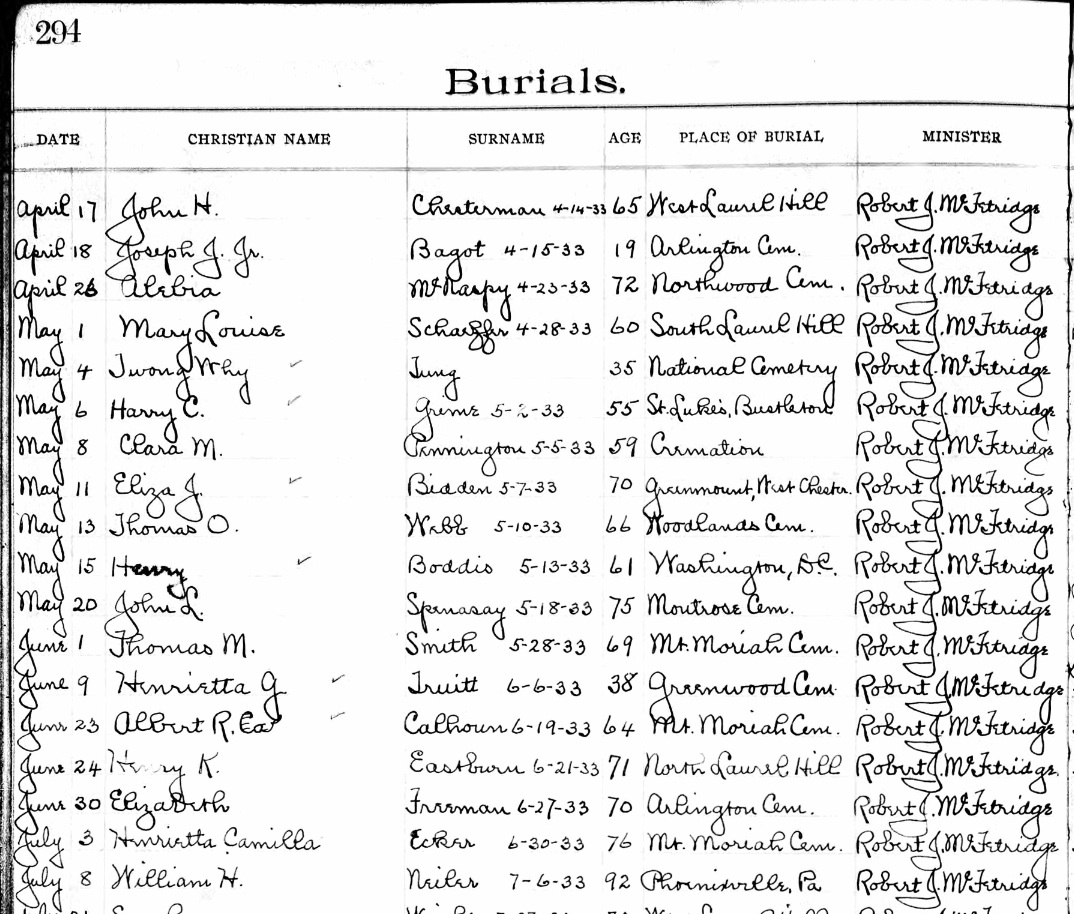 294
Burials.
DATE CHRISTIAN NAME SURNAME AGE PLACE OF BURIAL MINISTER
April 17 John H. Chesterman 4-14-33 65 West Laurel Hill Robert J. McFetridge
April 18 Joseph J. Jr. Bagot 4-15-33 19 Arlington Cem. Robert J. McFetridge
April 26 Alebia McRaspy 4-23-33 72 Northwood Cem. Robert J. McFetridge
May 1 Mary Louise Schaeffer 4-28-33 60 South Laurel Hill Robert J. McFetridge
May 4 Twong Why Tung 35 National Cemetery Robert J. McFetridge
May 6 Harry C. Grime 5-2-33 55 St. Luke's, Bustleton Robert J. McFetridge
May 8 Clara M. Pennington 5-5-33 59 Cremation Robert J. McFetridge
May 11 Eliza J. Bidden 5-7-33 70 Greenmount, West Chester. Robert J. McFetridge
May 13 Thomas O. Webb 5-10-33 66 Woodlands Cem. Robert J. McFetridge
May 15 Henry Boddis 5-13-33 61 Washington, D.C. Robert J. McFetridge
May 20 John L. Spenasay 5-18-33 75 Montrose Cem. Robert J. McFetridge
June 1 Thomas M. Smith 5-28-33 69 Mt. Moriah Cem. Robert J. McFetridge
June 9 Henrietta G Truitt 6-6-33 38 Greenwood Cem. Robert J. McFetridge
June 23 Albert R. Calhoun 6-19-33 64 Mt. Moriah Cem. Robert J. McFetridge
June 24 Henry K. Eastburn 6-21-33 71 North Laurel Hill Robert J. McFetridge.
June 30 Elizabeth Freeman 6-27-33 70 Arlington Cem. Robert J. McFetridge
July 3 Henrietta Camilla Ecker 6-30-33 76 Mt. Moriah Cem. Robert J. McFetridge
July 8 William H. Neiler 7-6-33 92 Phoenixville, Pa Robert J. McFetridge